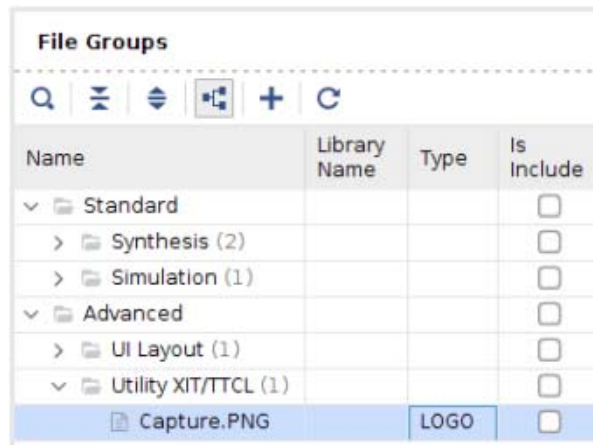 File Groups
Name Library Name Type Is Include
Standard
Synthesis (2)
Simulation (1)
Advanced
UI Layout (1)
Utility XIT/TTCL (1)
Capture.PNG LOGO